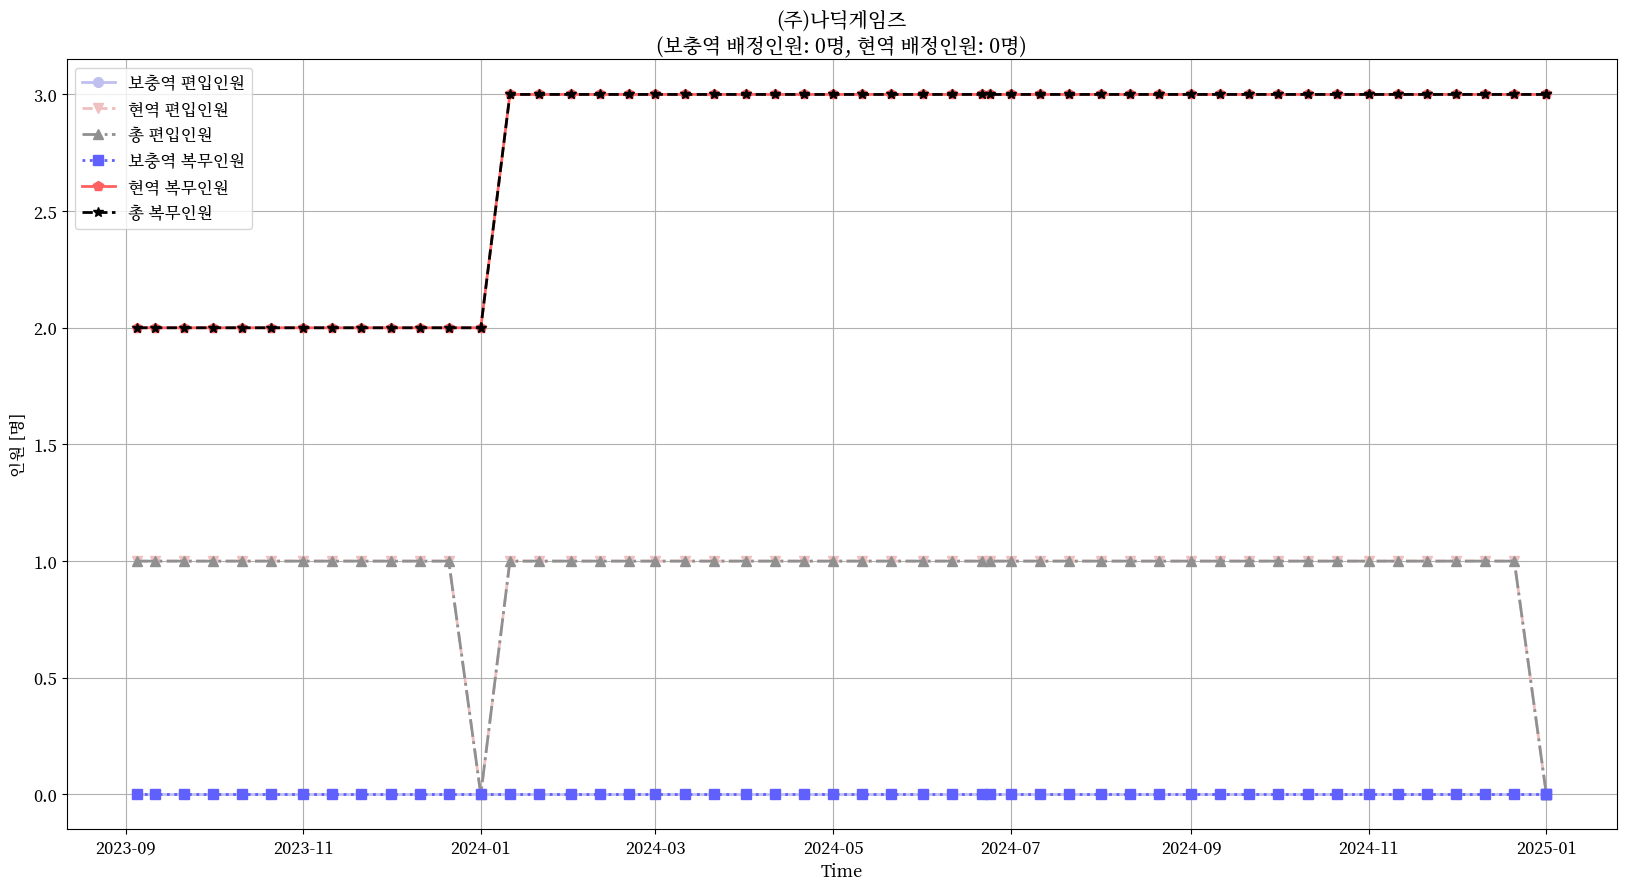 (주)나딕게임즈
(보충역 배정인원: 0명, 현역 배정인원: 0명)
보충역 편입인원
현역 편입인원
총 편입인원
보충역 복무인원
현역 복무인원
총 복무인원
인원 [명]
3.0
2.5
2.0
1.5
1.0
0.5
0.0
2023-09 2023-11 2024-01 2024-03 2024-05 2024-07 2024-09 2024-11 2025-01
Time